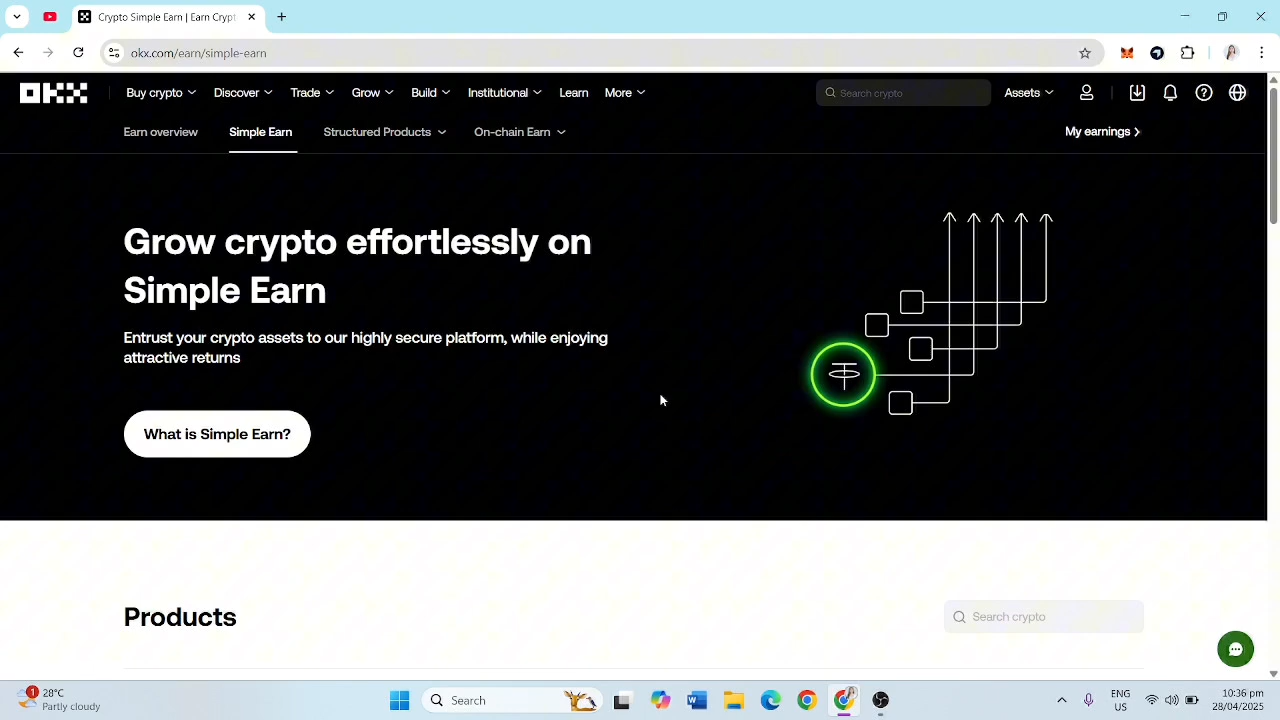 Crypto Simple Earn | Earn Crypt
okx.com/earn/simple-earn
OKX
Buy crypto
Discover
Trade
Grow
Build
Institutional
Learn
More
Search crypto
Assets
Earn overview
Simple Earn
Structured Products
On-chain Earn
My earnings
Grow crypto effortlessly on
Simple Earn
Entrust your crypto assets to our highly secure platform, while enjoying
attractive returns
What is Simple Earn?
Products
Search crypto
1
28°C
Partly cloudy
Search
ENG
US
10:36 pm
28/04/2025